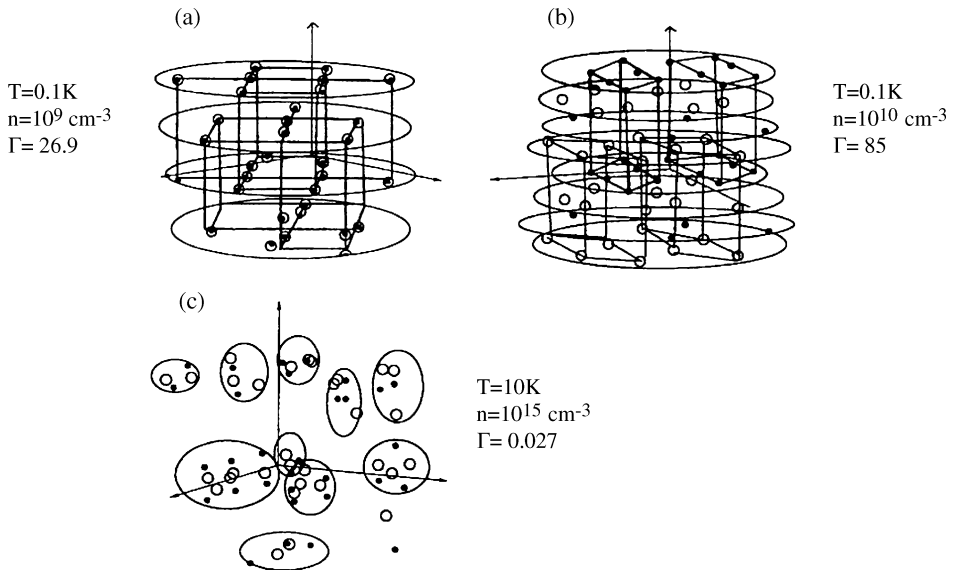 (a)
(b)
T=0.1K
n=10⁹ cm⁻³
Γ= 26.9
T=0.1K
n=10¹⁰ cm⁻³
Γ= 85
(c)
T=10K
n=10¹⁵ cm⁻³
Γ= 0.027